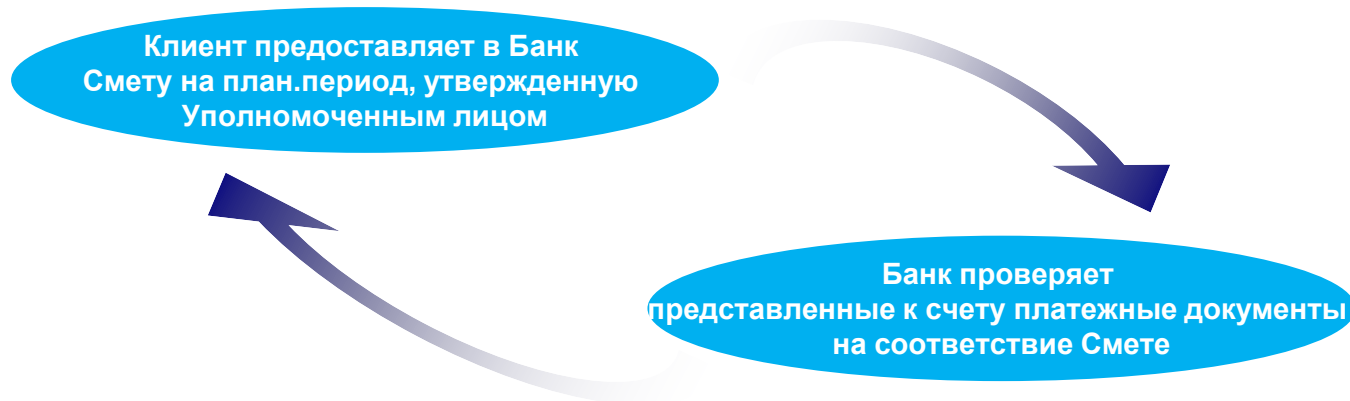 Клиент предоставляет в Банк
Смету на план.период, утвержденную
Уполномоченным лицом
Банк проверяет
представленные к счету платежные документы
на соответствие Смете